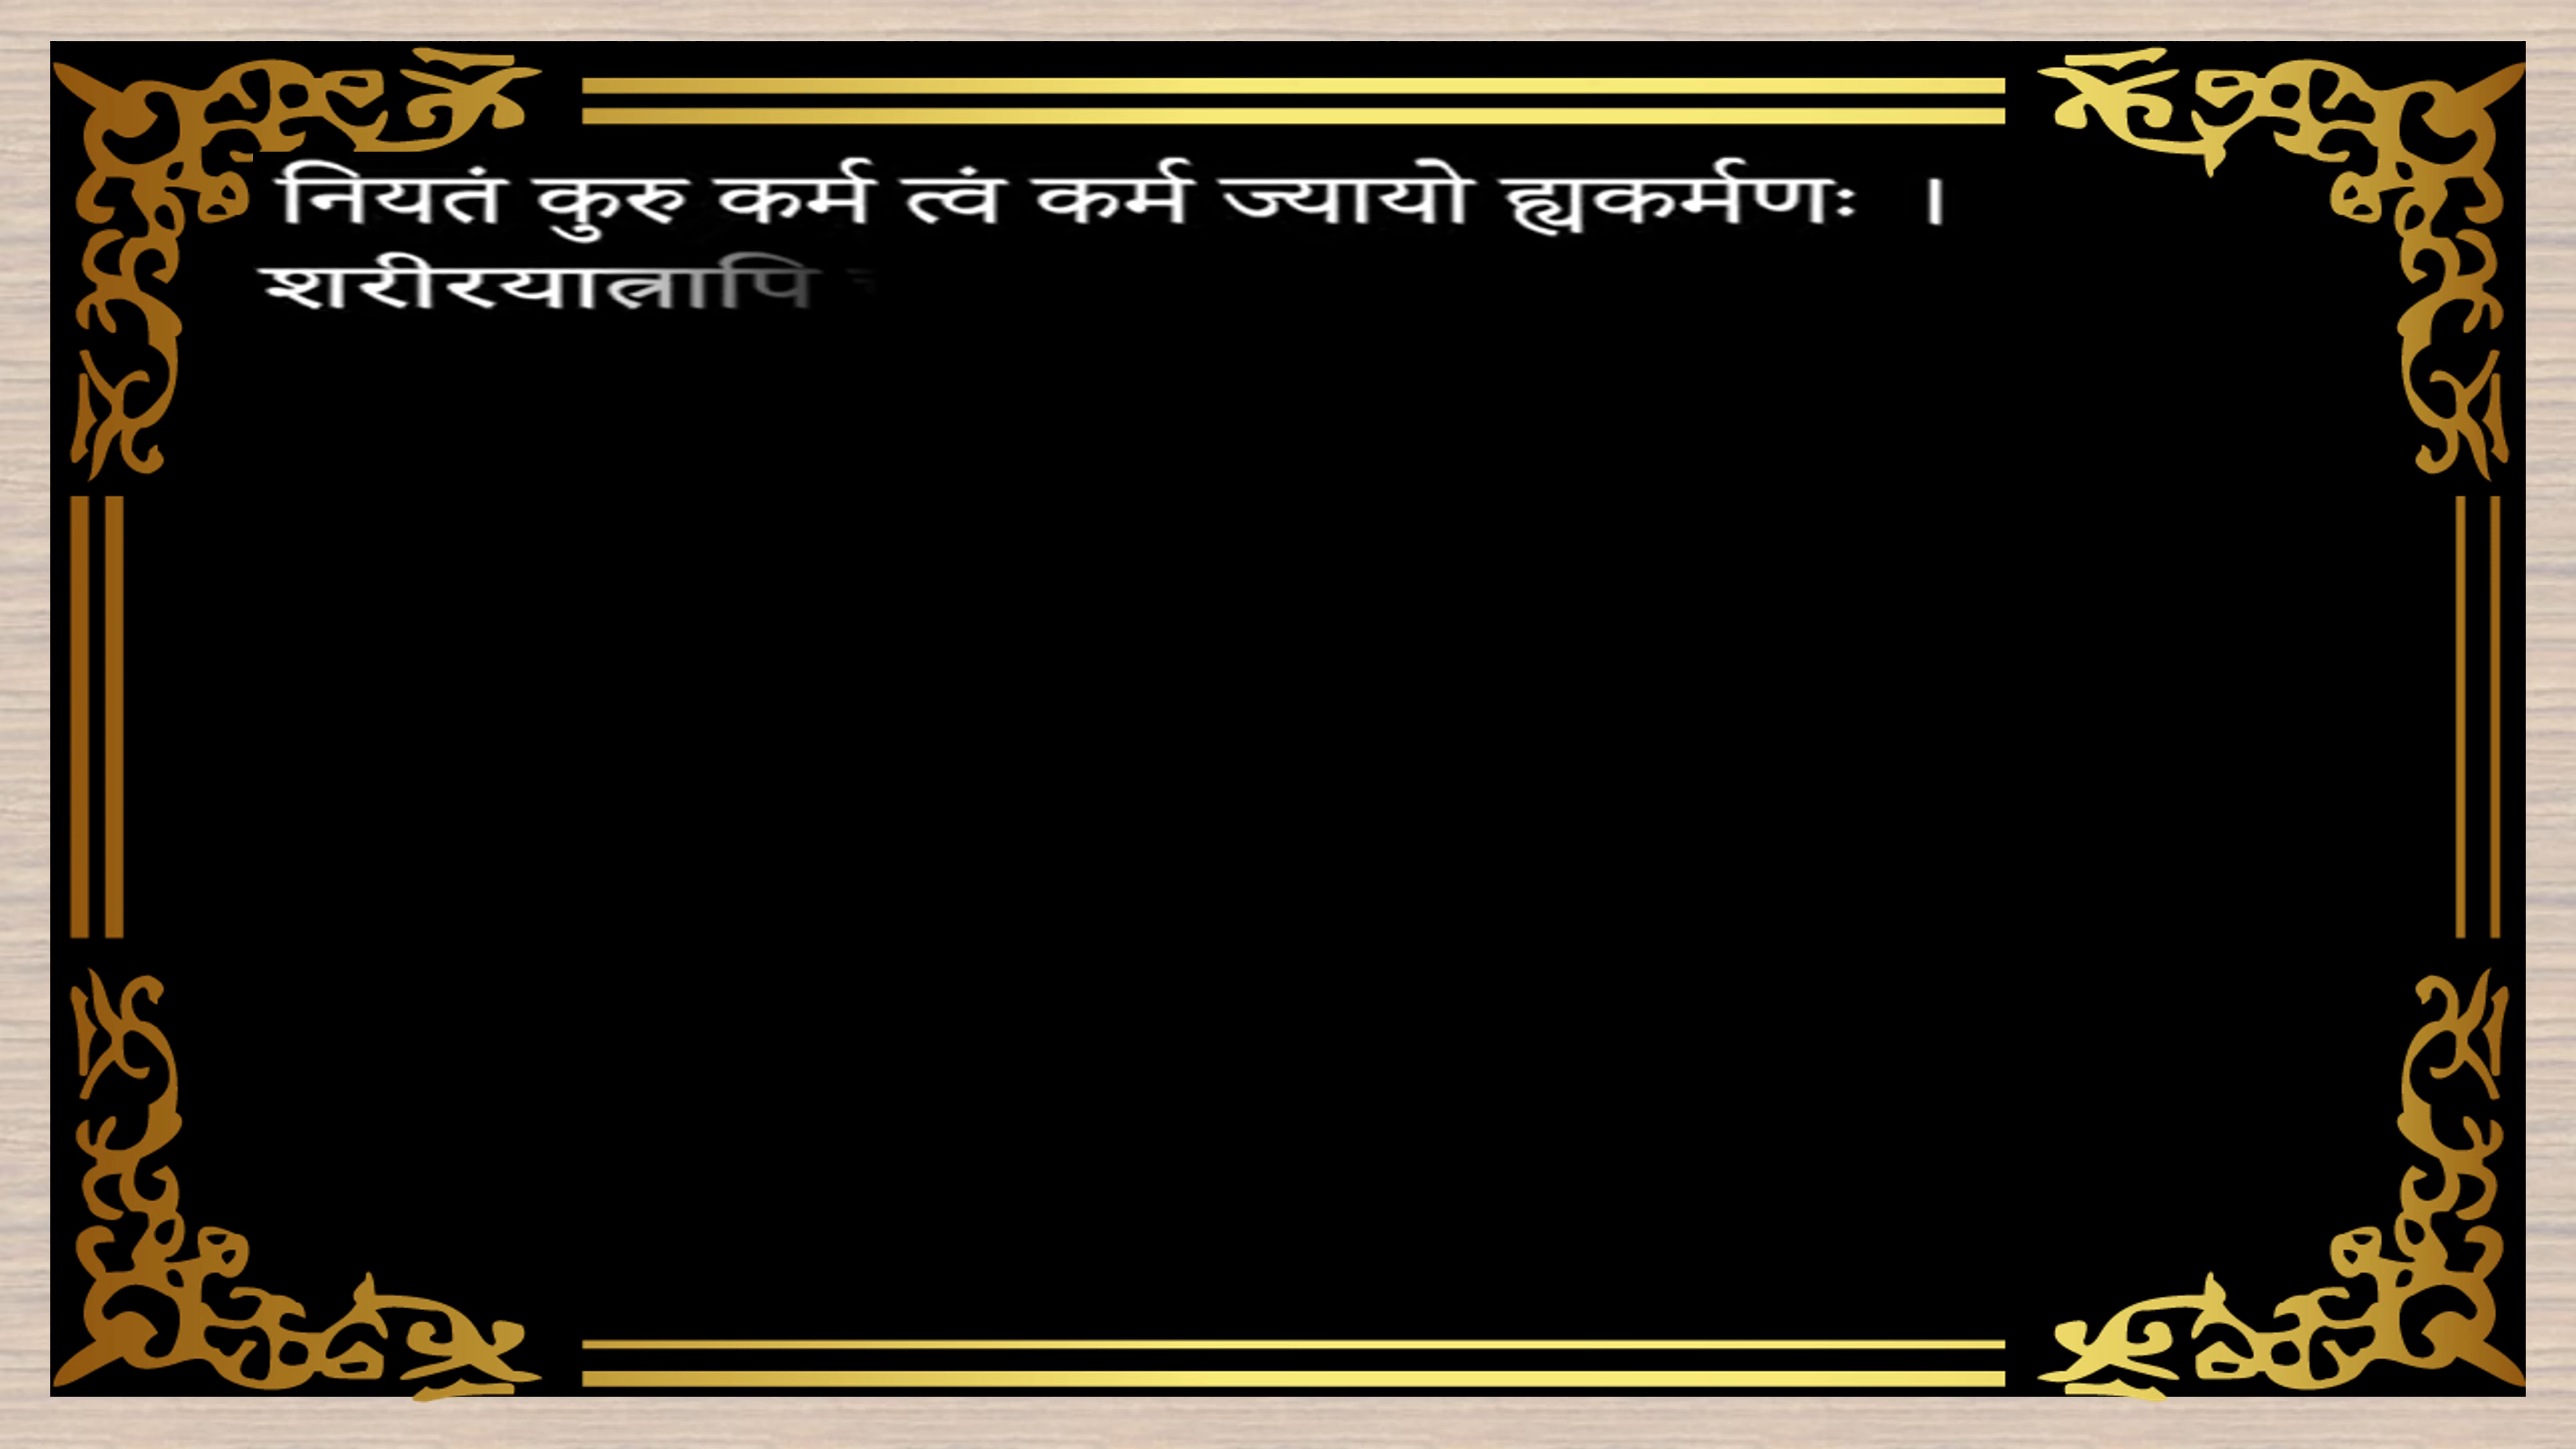 नियतं कुरु कर्म त्वं कर्म ज्यायो ह्यकर्मणः ।
शरीरयात्रापि